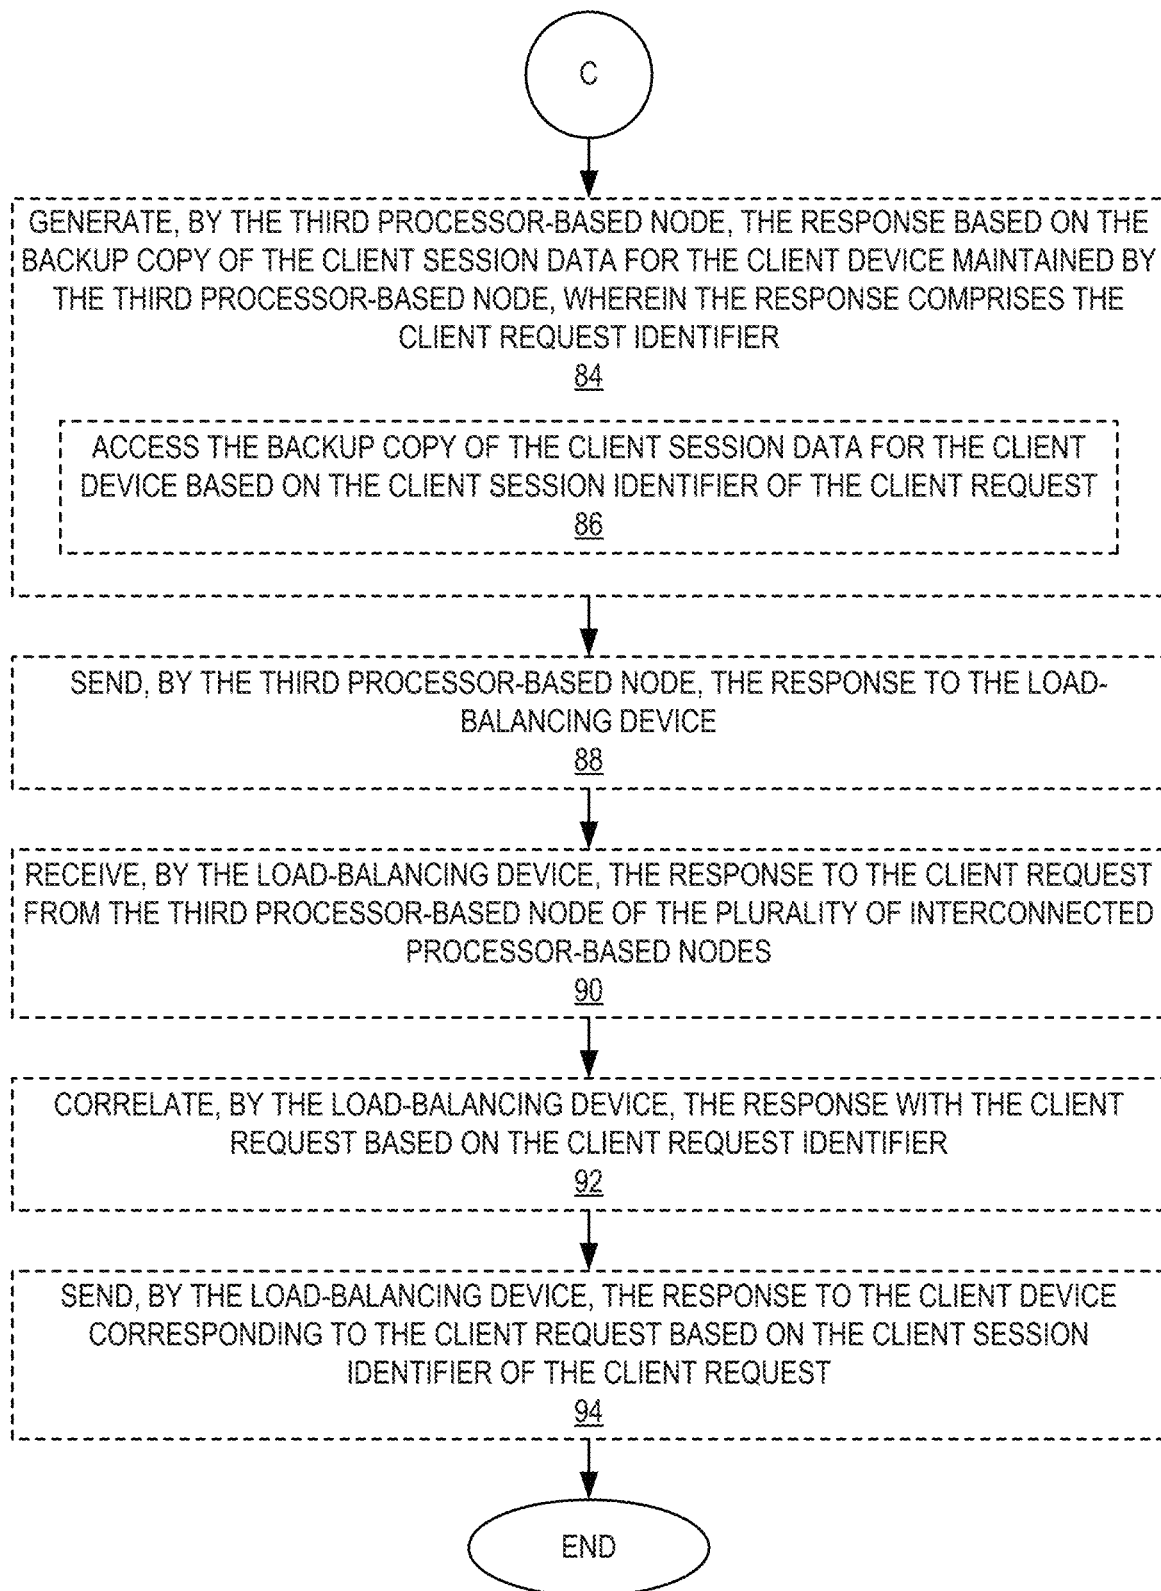 C
GENERATE, BY THE THIRD PROCESSOR-BASED NODE, THE RESPONSE BASED ON THE
BACKUP COPY OF THE CLIENT SESSION DATA FOR THE CLIENT DEVICE MAINTAINED BY
THE THIRD PROCESSOR-BASED NODE, WHEREIN THE RESPONSE COMPRISES THE
CLIENT REQUEST IDENTIFIER
84
ACCESS THE BACKUP COPY OF THE CLIENT SESSION DATA FOR THE CLIENT
DEVICE BASED ON THE CLIENT SESSION IDENTIFIER OF THE CLIENT REQUEST
86
SEND, BY THE THIRD PROCESSOR-BASED NODE, THE RESPONSE TO THE LOAD-
BALANCING DEVICE
88
RECEIVE, BY THE LOAD-BALANCING DEVICE, THE RESPONSE TO THE CLIENT REQUEST
FROM THE THIRD PROCESSOR-BASED NODE OF THE PLURALITY OF INTERCONNECTED
PROCESSOR-BASED NODES
90
CORRELATE, BY THE LOAD-BALANCING DEVICE, THE RESPONSE WITH THE CLIENT
REQUEST BASED ON THE CLIENT REQUEST IDENTIFIER
92
SEND, BY THE LOAD-BALANCING DEVICE, THE RESPONSE TO THE CLIENT DEVICE
CORRESPONDING TO THE CLIENT REQUEST BASED ON THE CLIENT SESSION
IDENTIFIER OF THE CLIENT REQUEST
94
END